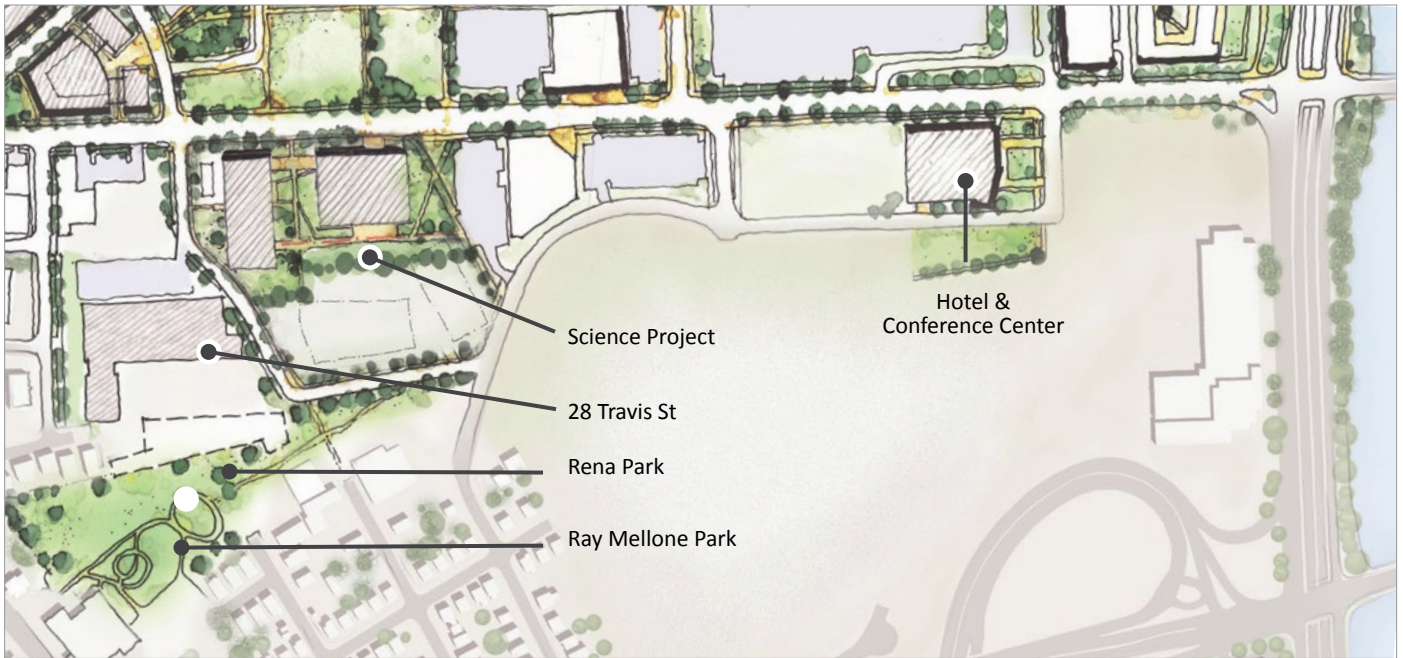 Hotel &
Conference Center
Science Project
28 Travis St
Rena Park
Ray Mellone Park